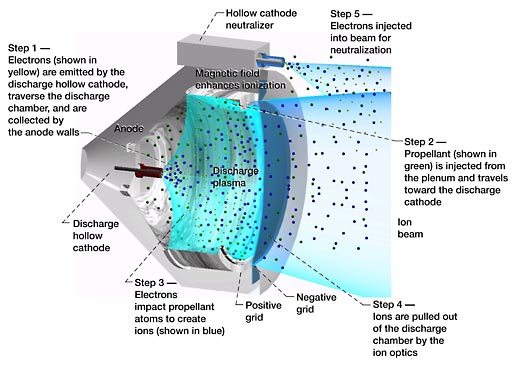 Hollow cathode
neutralizer
Step 5 —
Electrons injected
into beam for
neutralization
Step 1 —
Electrons (shown in
yellow) are emitted by the
discharge hollow cathode,
traverse the discharge
chamber, and are
collected by
the anode walls
Magnetic field
enhances ionization
Anode
Step 2 —
Propellant (shown in
green) is injected from
the plenum and travels
toward the discharge
cathode
Discharge
plasma
Discharge
hollow
cathode
Ion
beam
Step 3 —
Electrons
impact propellant
atoms to create
ions (shown in blue)
Positive
grid
Negative
grid
Step 4 —
Ions are pulled out
of the discharge
chamber by the
ion optics